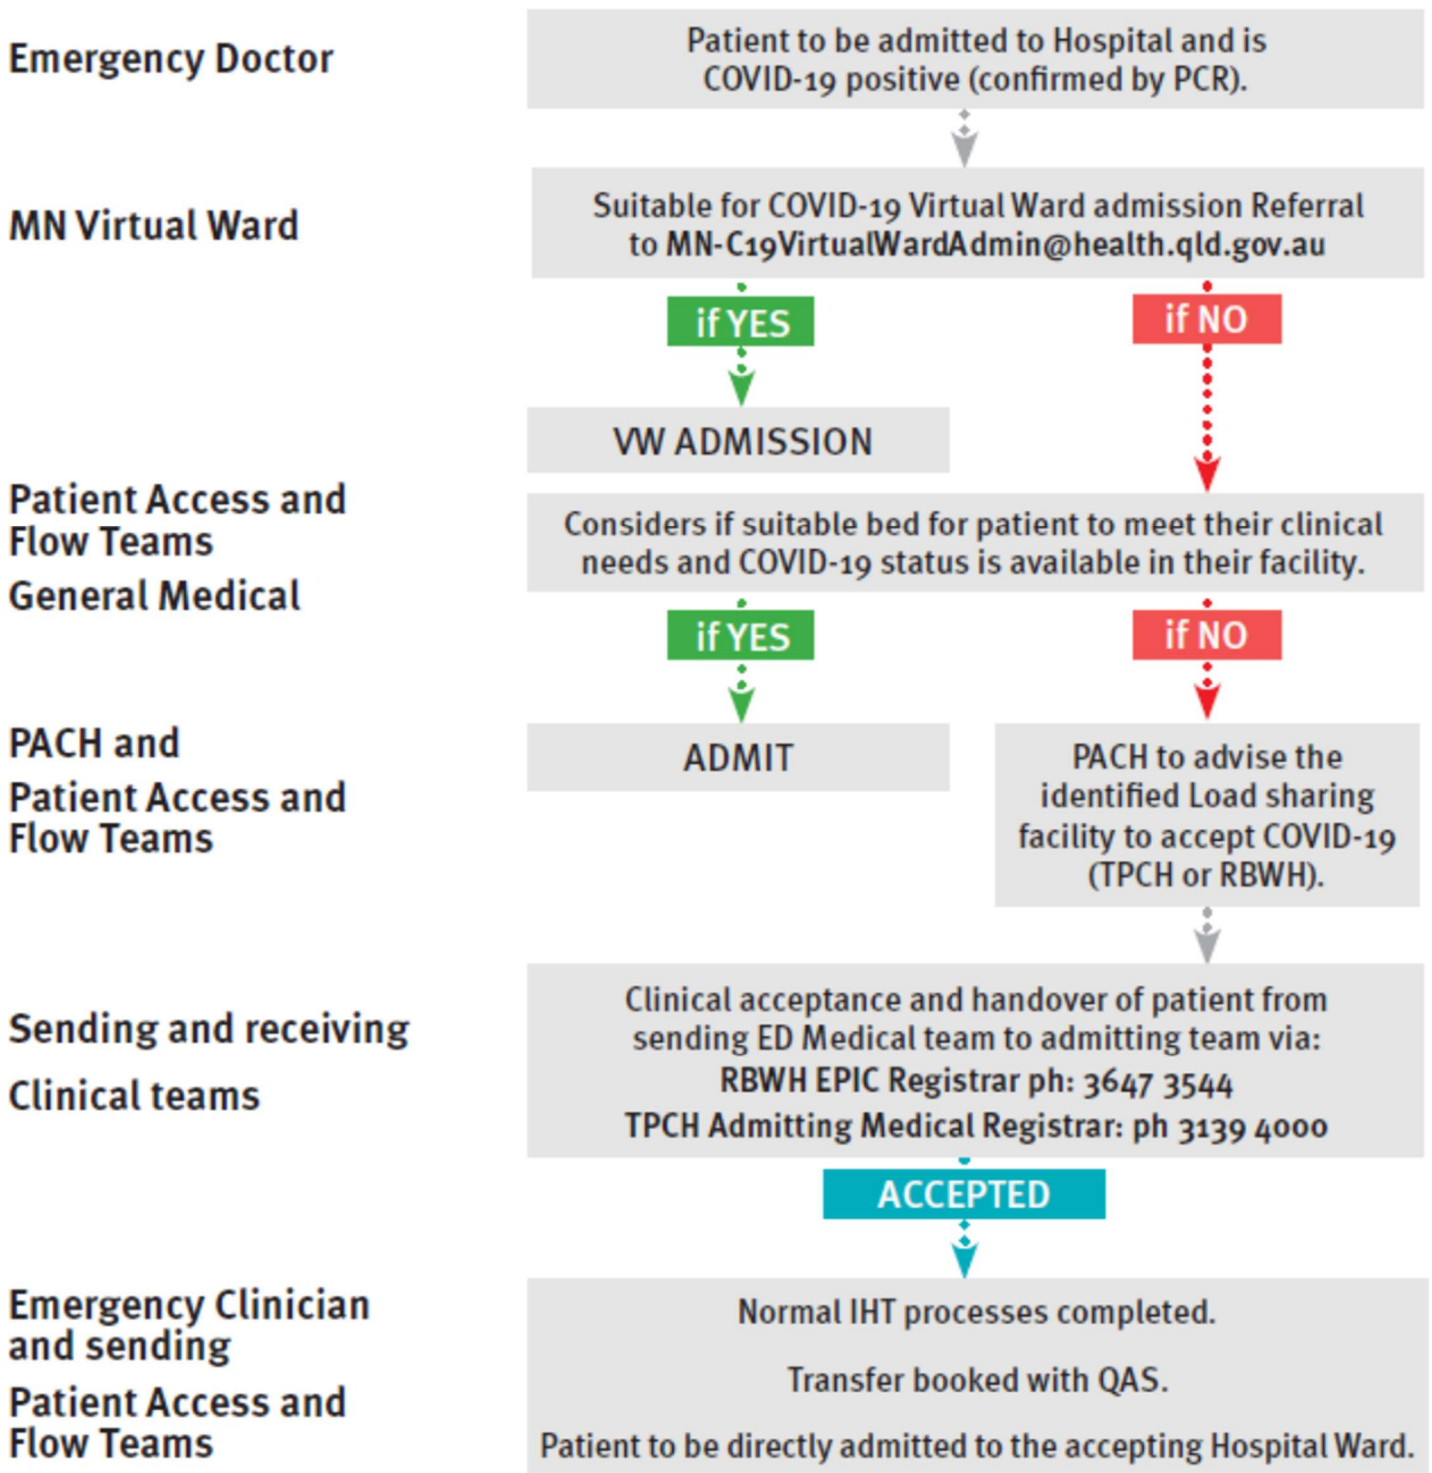 Emergency Doctor
Patient to be admitted to Hospital and is
COVID-19 positive (confirmed by PCR).
MN Virtual Ward
Suitable for COVID-19 Virtual Ward admission Referral
to MN-C19VirtualWardAdmin@health.qld.gov.au
if YES
if NO
VW ADMISSION
Patient Access and
Flow Teams
General Medical
Considers if suitable bed for patient to meet their clinical
needs and COVID-19 status is available in their facility.
if YES
if NO
PACH and
Patient Access and
Flow Teams
ADMIT
PACH to advise the
identified Load sharing
facility to accept COVID-19
(TPCH or RBWH).
Sending and receiving
Clinical teams
Clinical acceptance and handover of patient from
sending ED Medical team to admitting team via:
RBWH EPIC Registrar ph: 3647 3544
TPCH Admitting Medical Registrar: ph 3139 4000
ACCEPTED
Emergency Clinician
and sending
Patient Access and
Flow Teams
Normal IHT processes completed.
Transfer booked with QAS.
Patient to be directly admitted to the accepting Hospital Ward.